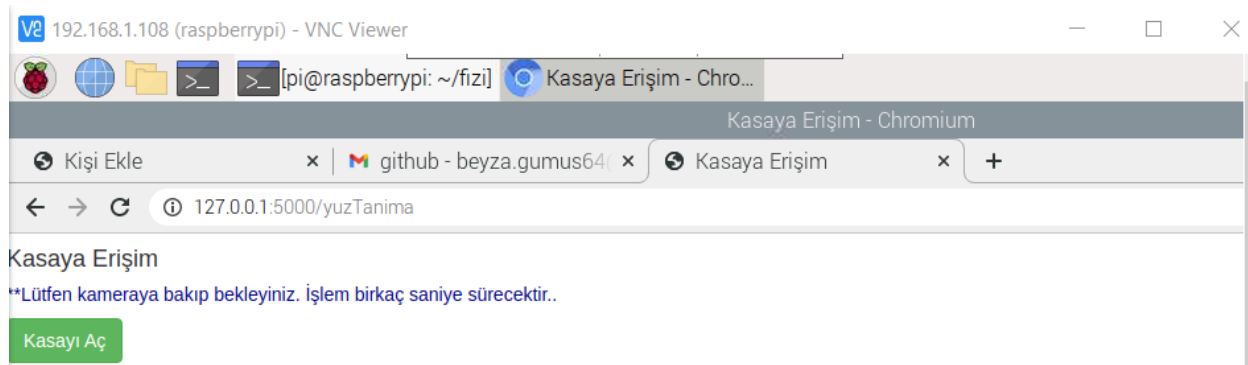 192.168.1.108 (raspberrypi) - VNC Viewer
[pi@raspberrypi: ~/fizi] Kasaya Erişim - Chro...
Kasaya Erişim - Chromium
Kişi Ekle github - beyza.gumus64 Kasaya Erişim
127.0.0.1:5000/yuzTanima
Kasaya Erişim
**Lütfen kameraya bakıp bekleyiniz. İşlem birkaç saniye sürecektir..
Kasayı Aç